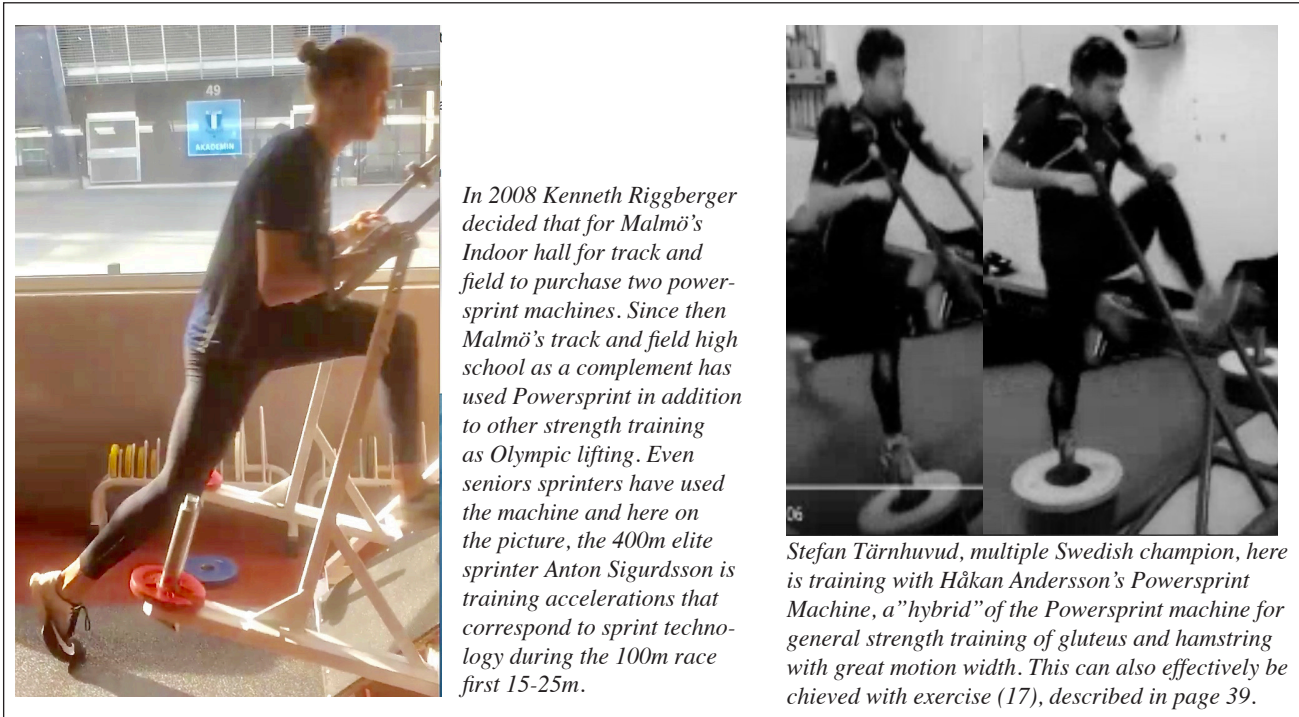 49
AKADEMIN
In 2008 Kenneth Riggberger
decided that for Malmö's
Indoor hall for track and
field to purchase two power-
sprint machines. Since then
Malmö's track and field high
school as a complement has
used Powersprint in addition
to other strength training
as Olympic lifting. Even
seniors sprinters have used
the machine and here on
the picture, the 400m elite
sprinter Anton Sigurdsson is
training accelerations that
correspond to sprint techno-
logy during the 100m race
first 15-25m.
06
Stefan Tärnhuvud, multiple Swedish champion, here
is training with Håkan Andersson's Powersprint
Machine, a"hybrid"of the Powersprint machine for
general strength training of gluteus and hamstring
with great motion width. This can also effectively be
chieved with exercise (17), described in page 39.